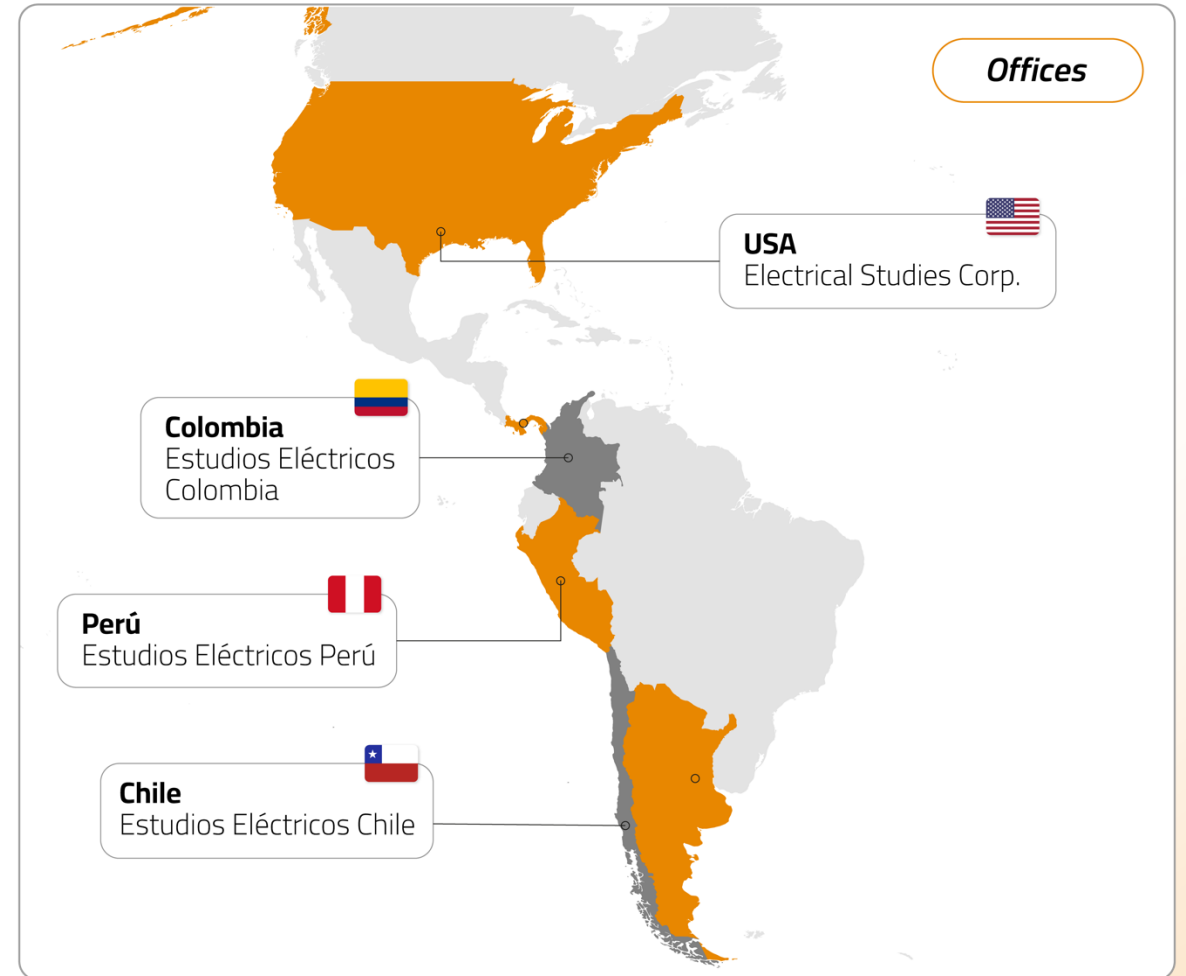 Offices
USA
Electrical Studies Corp.
Colombia
Estudios Eléctricos
Colombia
Perú
Estudios Eléctricos Perú
Chile
Estudios Eléctricos Chile